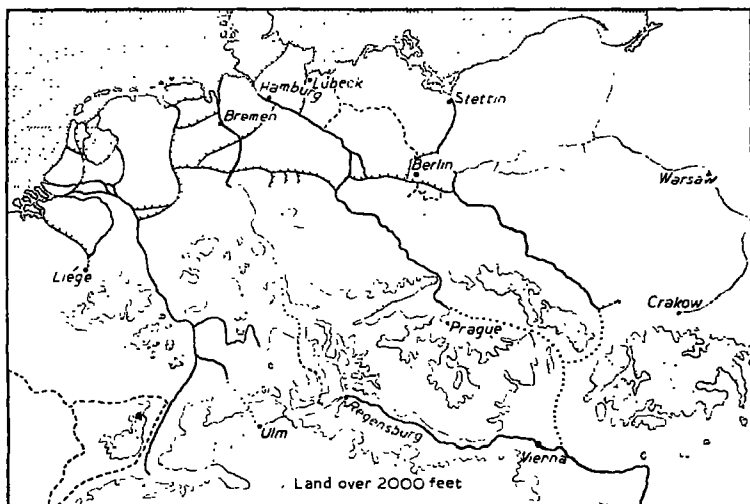 Lübeck
Hamburg
Stettin
Bremen
Berlin
Warsaw
Liége
Crakow
Prague
Regensburg
Ulm
Vienna
Land over 2000 feet